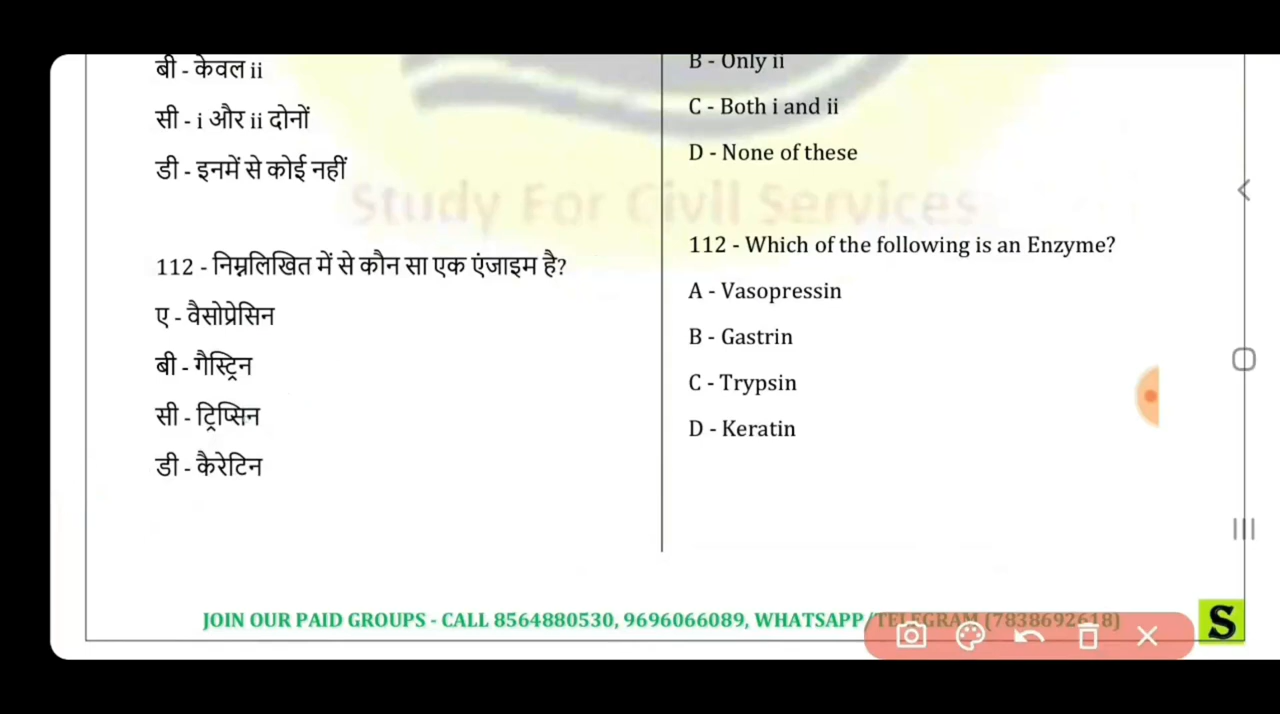 बी - केवल ii
सी - i और ii दोनों
डी - इनमें से कोई नहीं
112 - निम्नलिखित में से कौन सा एक एंजाइम है?
ए - वैसोप्रेसिन
बी - गैस्ट्रिन
सी - ट्रिप्सिन
डी - कैरेटिन
B - Only ii
C - Both i and ii
D - None of these
112 - Which of the following is an Enzyme?
A - Vasopressin
B - Gastrin
C - Trypsin
D - Keratin
Study For Civil Services
JOIN OUR PAID GROUPS - CALL 8564880530, 9696066089, WHATSAPP/TELEGRAM (7838692618)
S